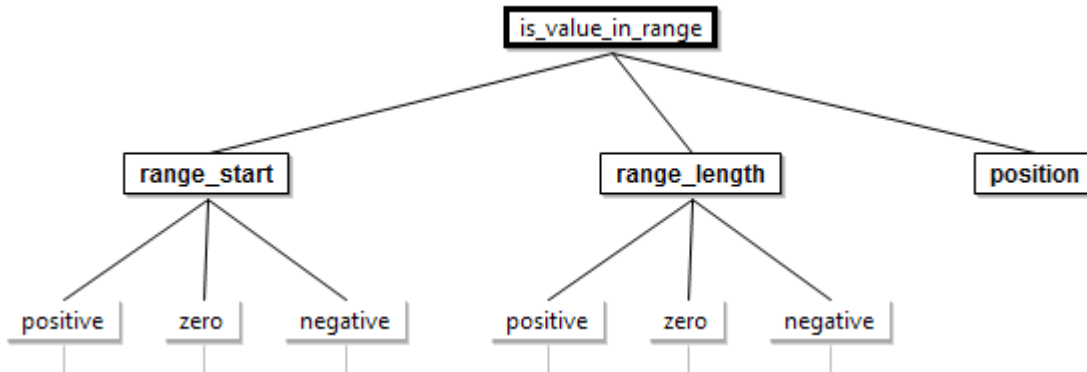 is_value_in_range
range_start
range_length
position
positive
zero
negative
positive
zero
negative